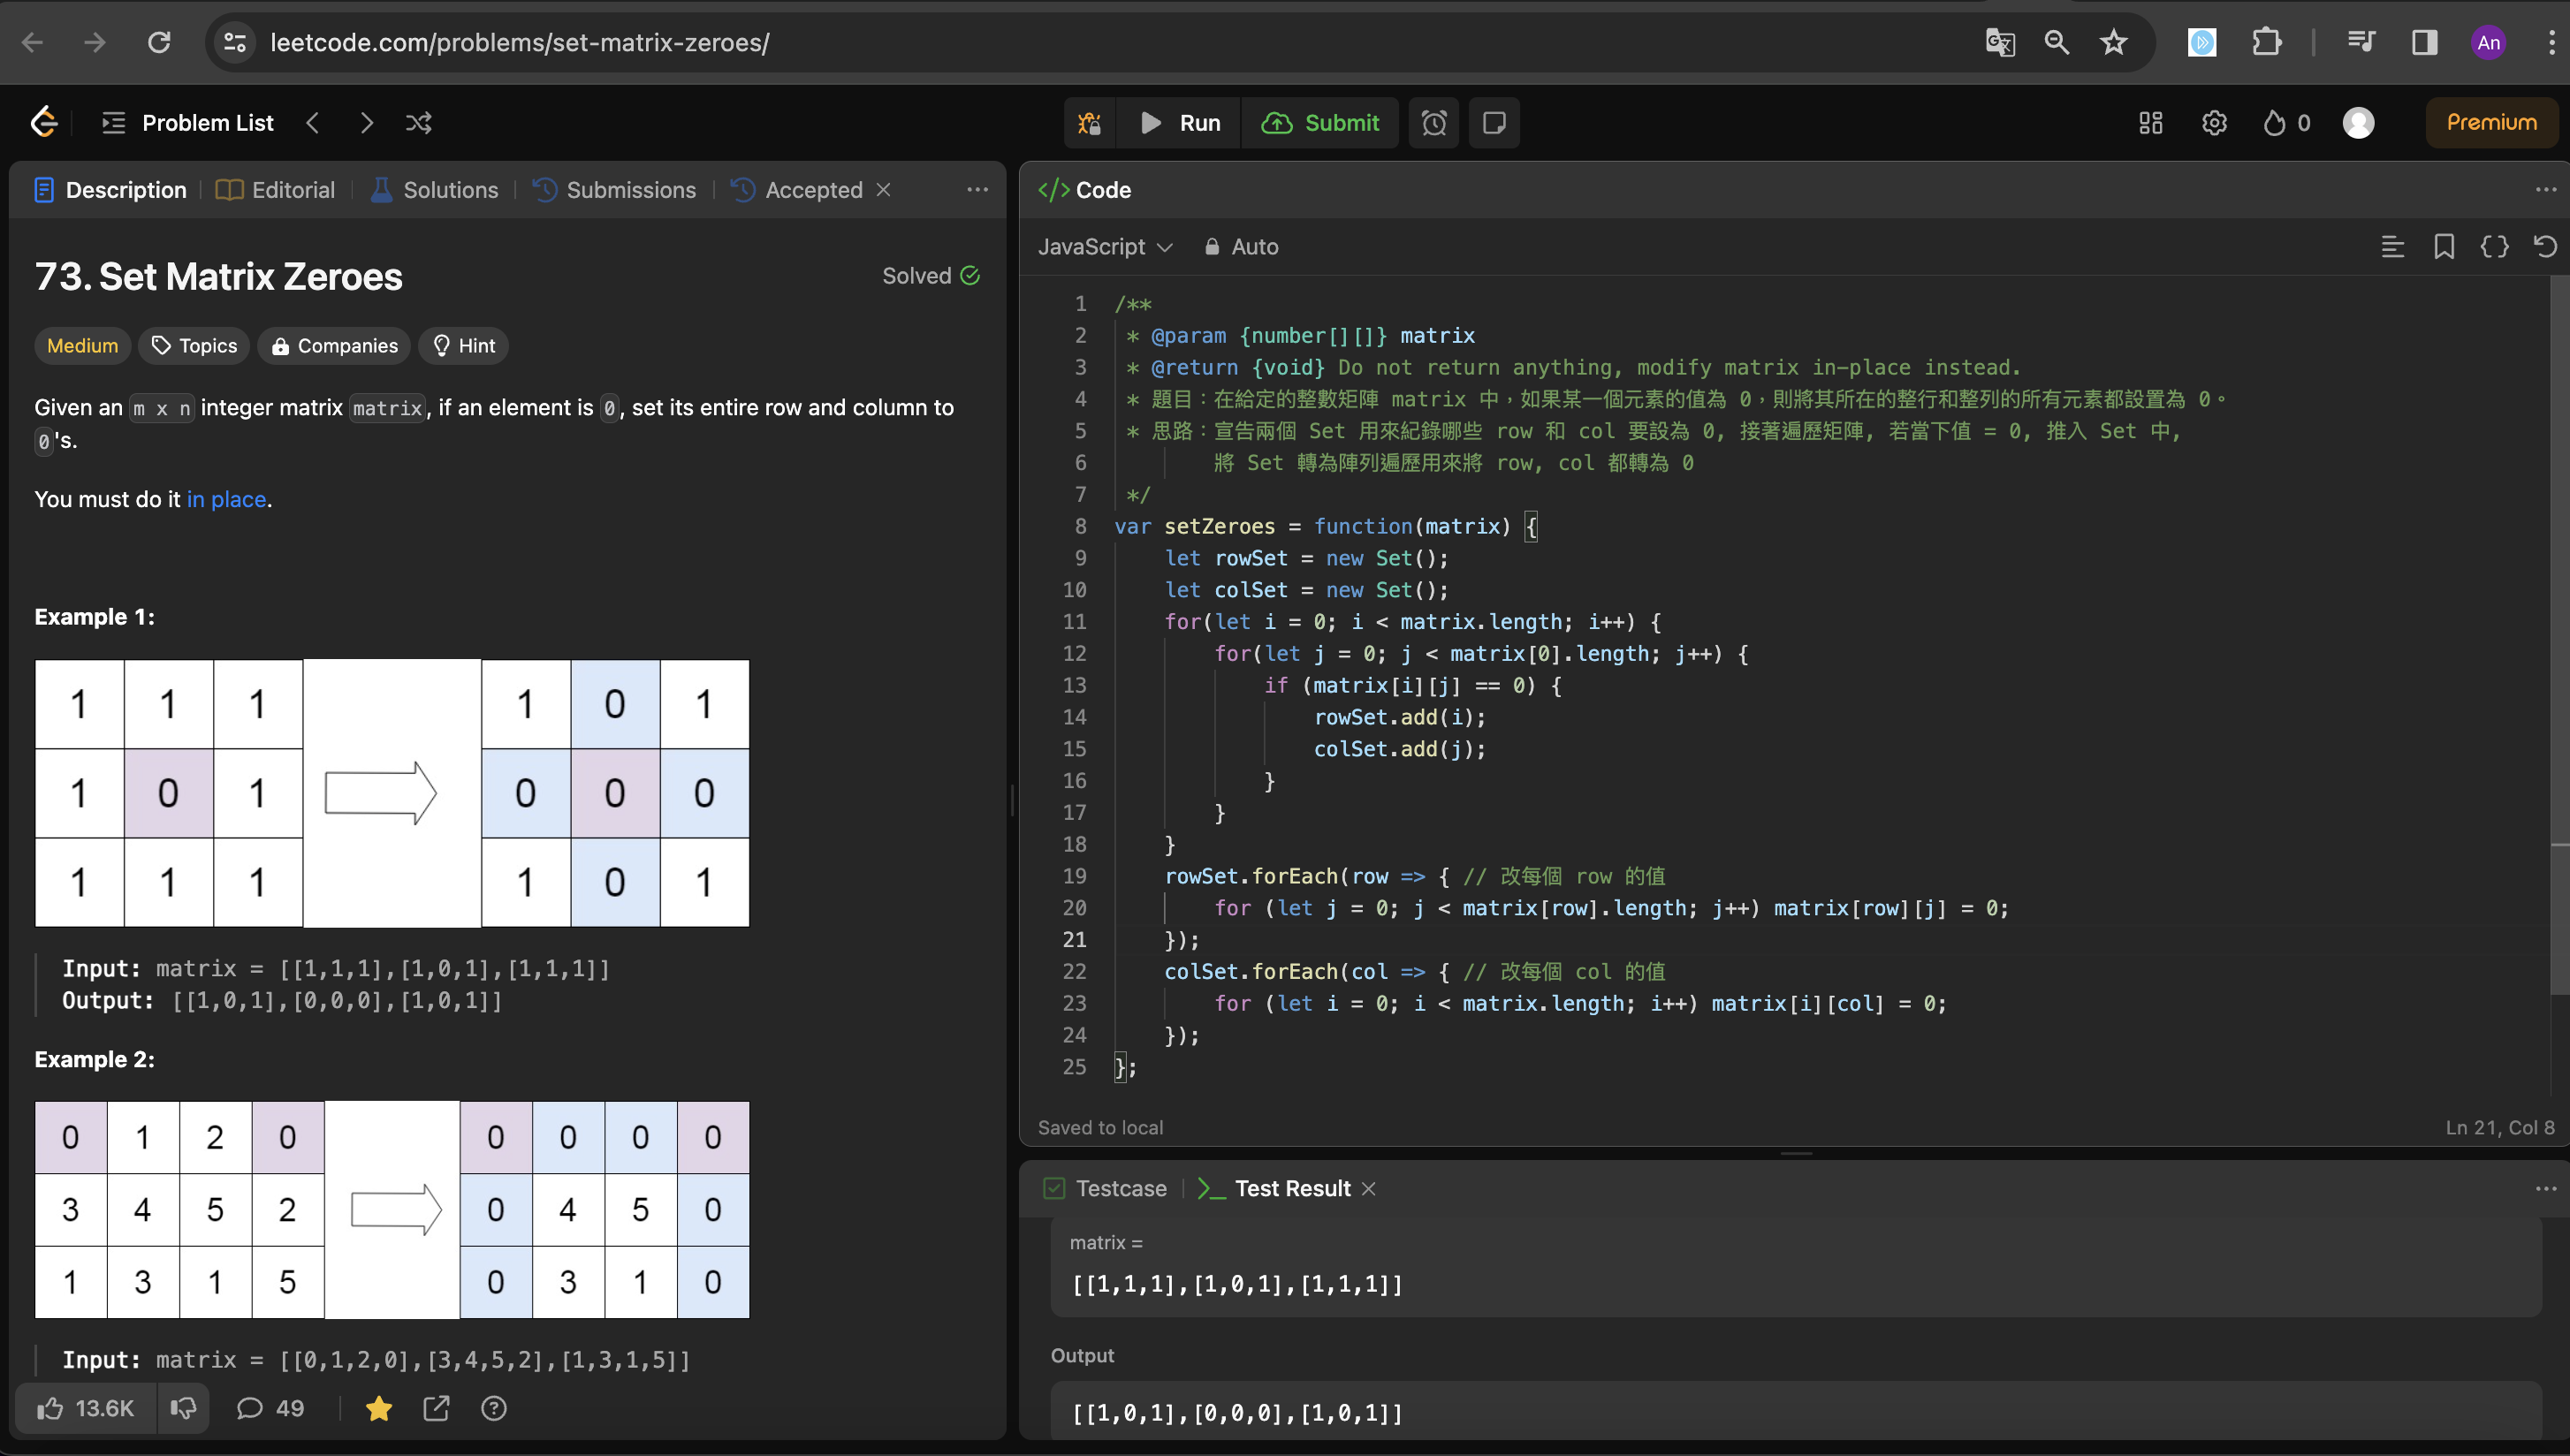 leetcode.com/problems/set-matrix-zeroes/
An
Problem List
Run
Submit
0
Premium
Description
Editorial
Solutions
Submissions
Accepted
73. Set Matrix Zeroes
Solved
Medium
Topics
Companies
Hint
Given an m x n integer matrix matrix, if an element is 0, set its entire row and column to
0's.
You must do it in place.
Example 1:
1 1 1 1 0 1
1 0 1 0 0 0
1 1 1 1 0 1
Input: matrix = [[1,1,1],[1,0,1],[1,1,1]]
Output: [[1,0,1],[0,0,0],[1,0,1]]
Example 2:
0 1 2 0 0 0 0 0
3 4 5 2 0 4 5 0
1 3 1 5 0 3 1 0
Input: matrix = [[0,1,2,0],[3,4,5,2],[1,3,1,5]]
13.6K
49
</> Code
JavaScript
Auto
1 /**
2 * @param {number[][]} matrix
3 * @return {void} Do not return anything, modify matrix in-place instead.
4 * 題目：在給定的整數矩陣 matrix 中，如果某一個元素的值為 0，則將其所在的整行和整列的所有元素都設置為 0。
5 * 思路：宣告兩個 Set 用來紀錄哪些 row 和 col 要設為 0, 接著遍歷矩陣, 若當下值 = 0, 推入 Set 中,
6 將 Set 轉為陣列遍歷用來將 row, col 都轉為 0
7 */
8 var setZeroes = function(matrix) {
9 let rowSet = new Set();
10 let colSet = new Set();
11 for(let i = 0; i < matrix.length; i++) {
12 for(let j = 0; j < matrix[0].length; j++) {
13 if (matrix[i][j] == 0) {
14 rowSet.add(i);
15 colSet.add(j);
16 }
17 }
18 }
19 rowSet.forEach(row => { // 改每個 row 的值
20 for (let j = 0; j < matrix[row].length; j++) matrix[row][j] = 0;
21 });
22 colSet.forEach(col => { // 改每個 col 的值
23 for (let i = 0; i < matrix.length; i++) matrix[i][col] = 0;
24 });
25 };
Saved to local
Ln 21, Col 8
Testcase
Test Result
matrix =
[[1,1,1],[1,0,1],[1,1,1]]
Output
[[1,0,1],[0,0,0],[1,0,1]]